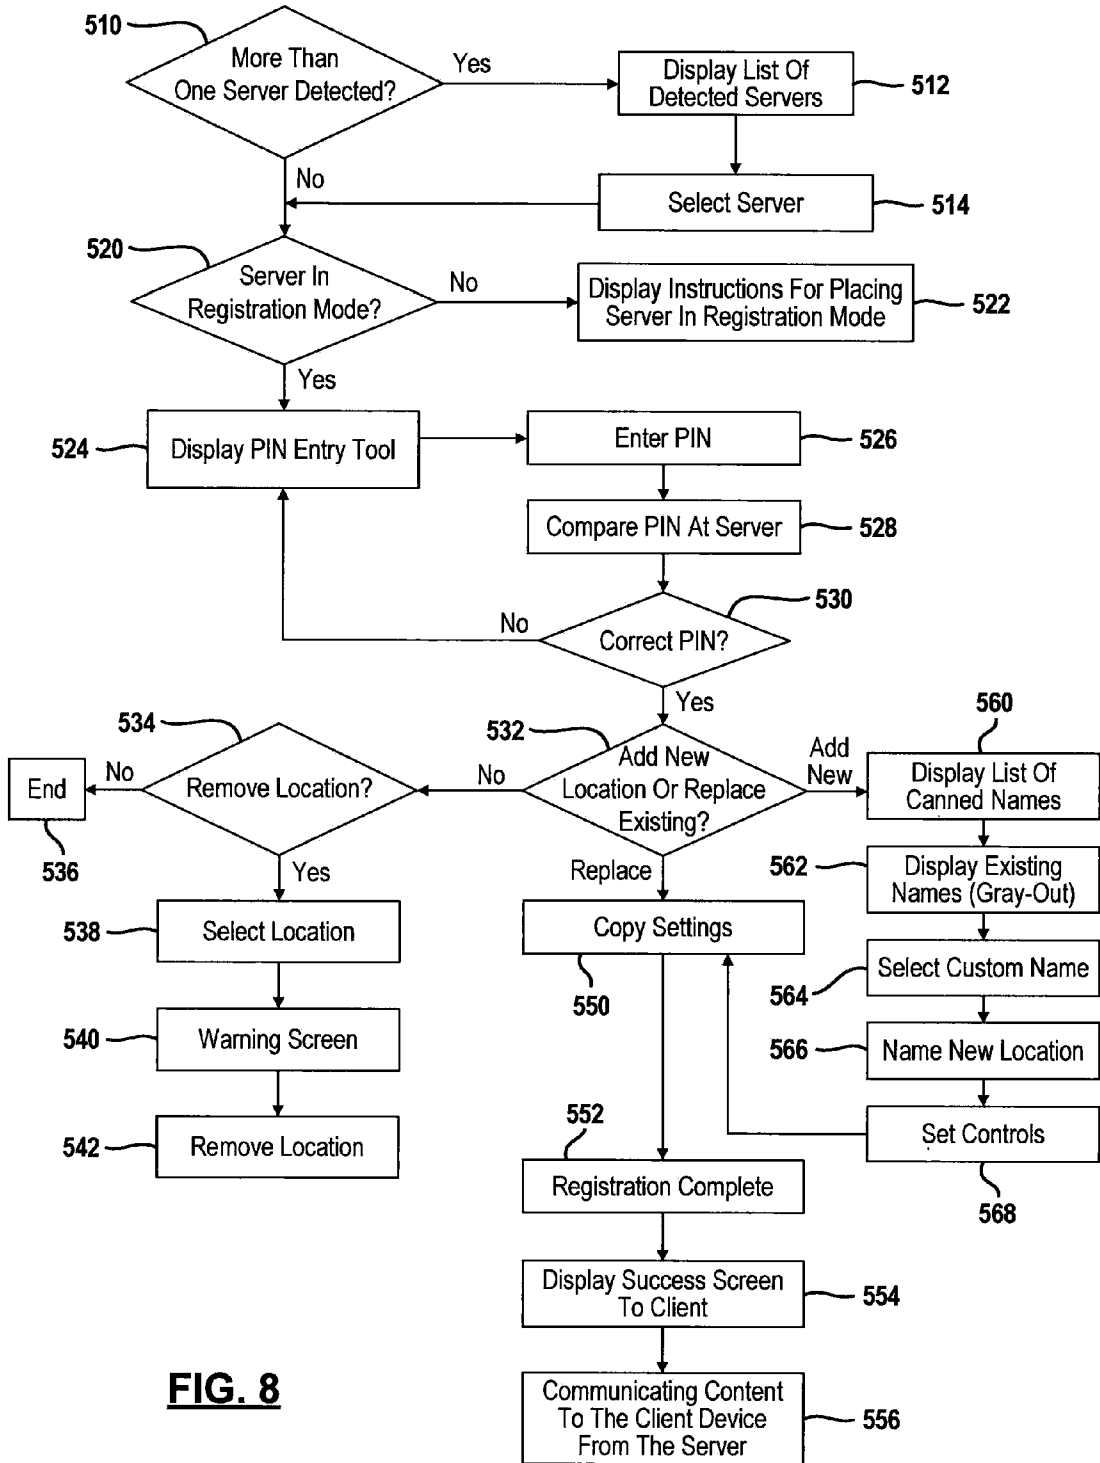 510
More Than
One Server Detected?
Yes
Display List Of
Detected Servers
512
No
Select Server
514
520
Server In
Registration Mode?
No
Display Instructions For Placing
Server In Registration Mode
522
Yes
524
Display PIN Entry Tool
Enter PIN
526
Compare PIN At Server
528
530
No
Correct PIN?
Yes
534
532
560
No
End
536
Remove Location?
No
Add New
Location Or Replace
Existing?
Add
New
Display List Of
Canned Names
Yes
Replace
562
Display Existing
Names (Gray-Out)
538
Select Location
Copy Settings
550
564
Select Custom Name
540
Warning Screen
566
Name New Location
542
Remove Location
552
Set Controls
568
Registration Complete
Display Success Screen
To Client
554
FIG. 8
Communicating Content
To The Client Device
From The Server
556